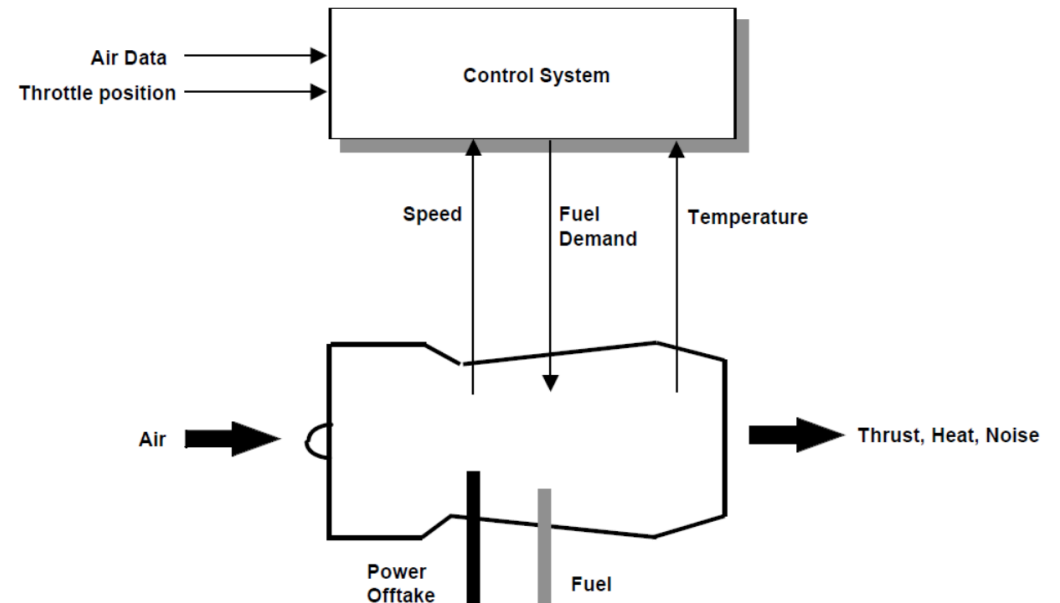 Air Data
Control System
Throttle position
Speed
Fuel
Demand
Temperature
Air
Thrust, Heat, Noise
Power
Offtake
Fuel